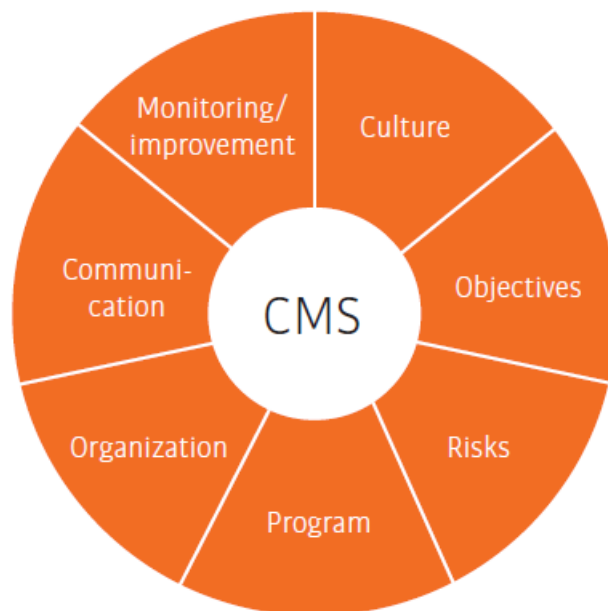 Monitoring/
improvement
Culture
Communi-
cation
CMS
Objectives
Organization
Risks
Program